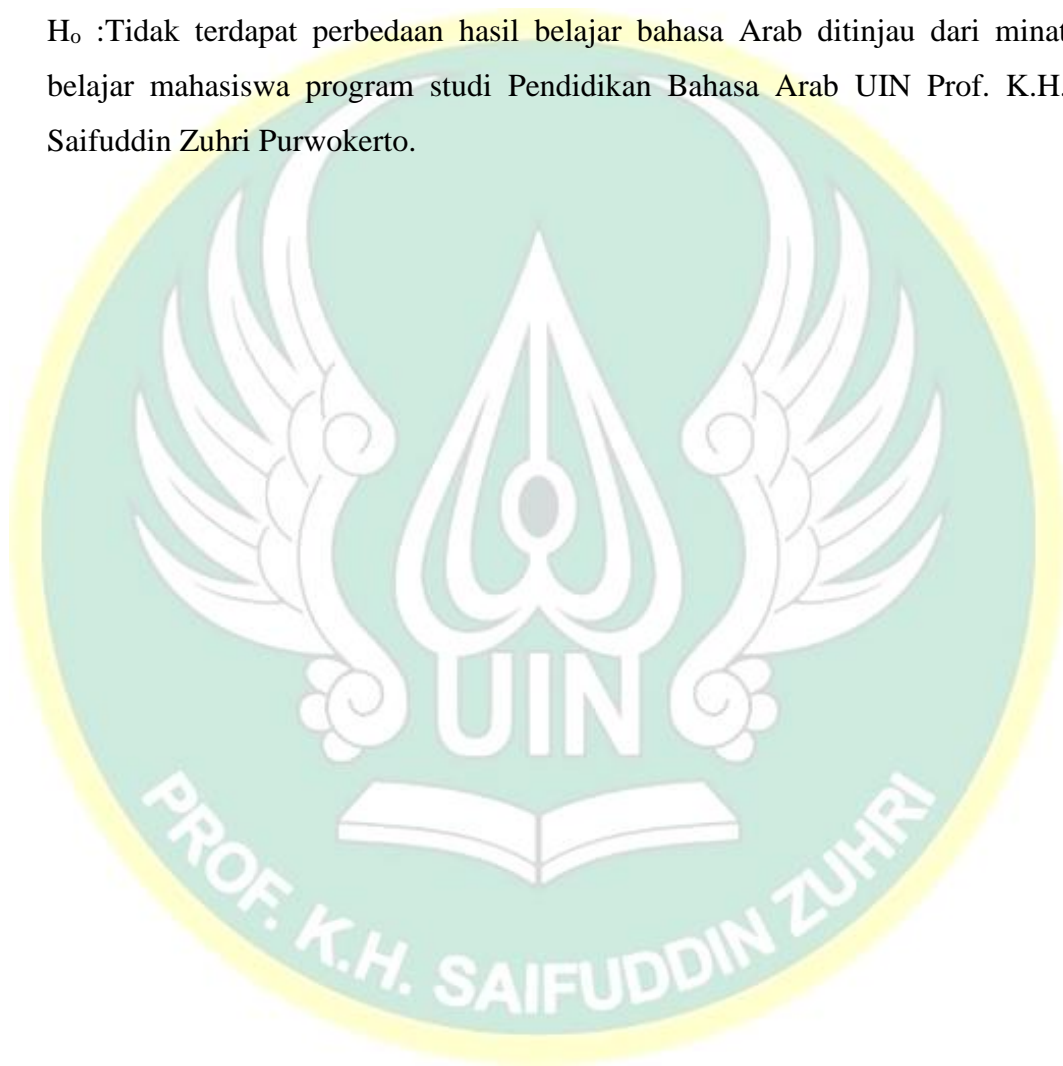 Hₒ :Tidak terdapat perbedaan hasil belajar bahasa Arab ditinjau dari minat
belajar mahasiswa program studi Pendidikan Bahasa Arab UIN Prof. K.H.
Saifuddin Zuhri Purwokerto.
UIN
PROF. K.H. SAIFUDDIN ZUHRI